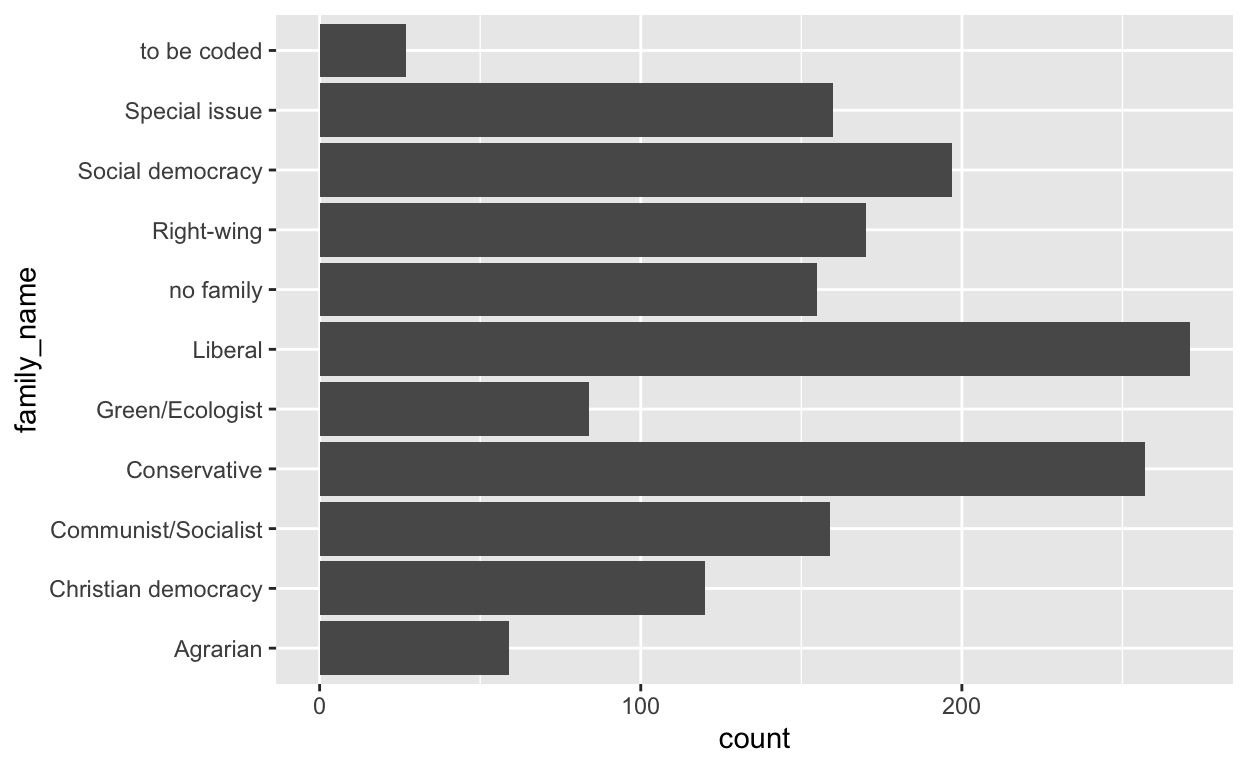 to be coded
Special issue
Social democracy
Right-wing
no family
Liberal
Green/Ecologist
Conservative
Communist/Socialist
Christian democracy
Agrarian
family_name
0 100 200
count